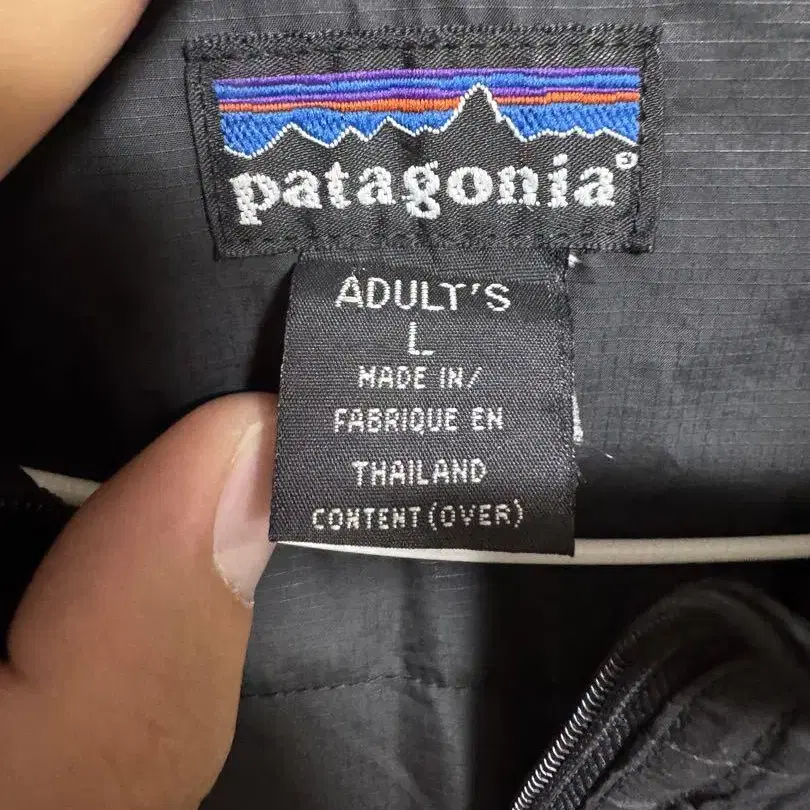 patagonia®
ADULT'S
L
MADE IN/
FABRIQUE EN
THAILAND
CONTENT (OVER)